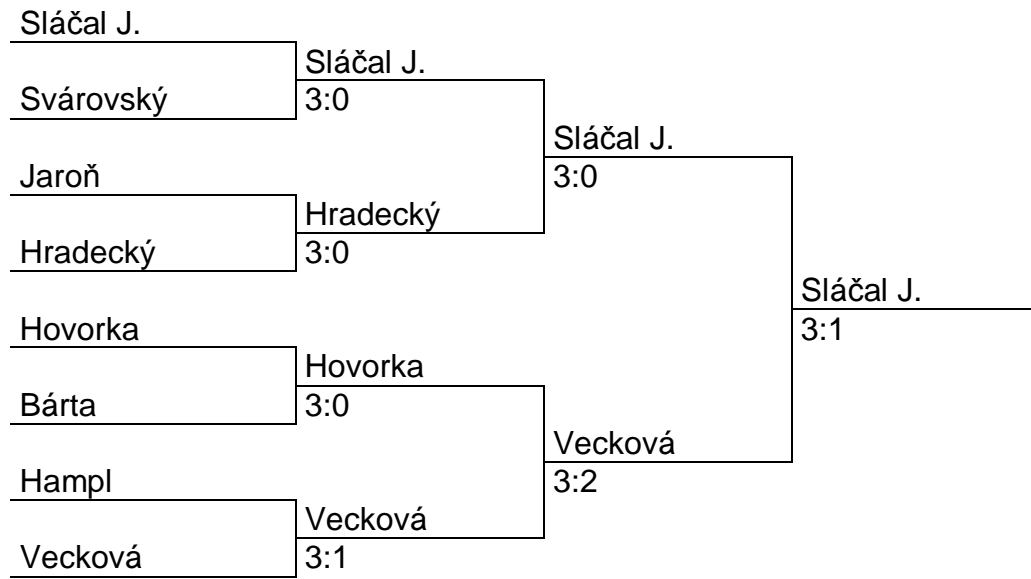 Sláčal J.
Sláčal J.
Svárovský
3:0
Sláčal J.
3:0
Jaroň
Hradecký
Hradecký
3:0
Sláčal J.
3:1
Hovorka
Hovorka
Bárta
3:0
Vecková
3:2
Hampl
Vecková
Vecková
3:1